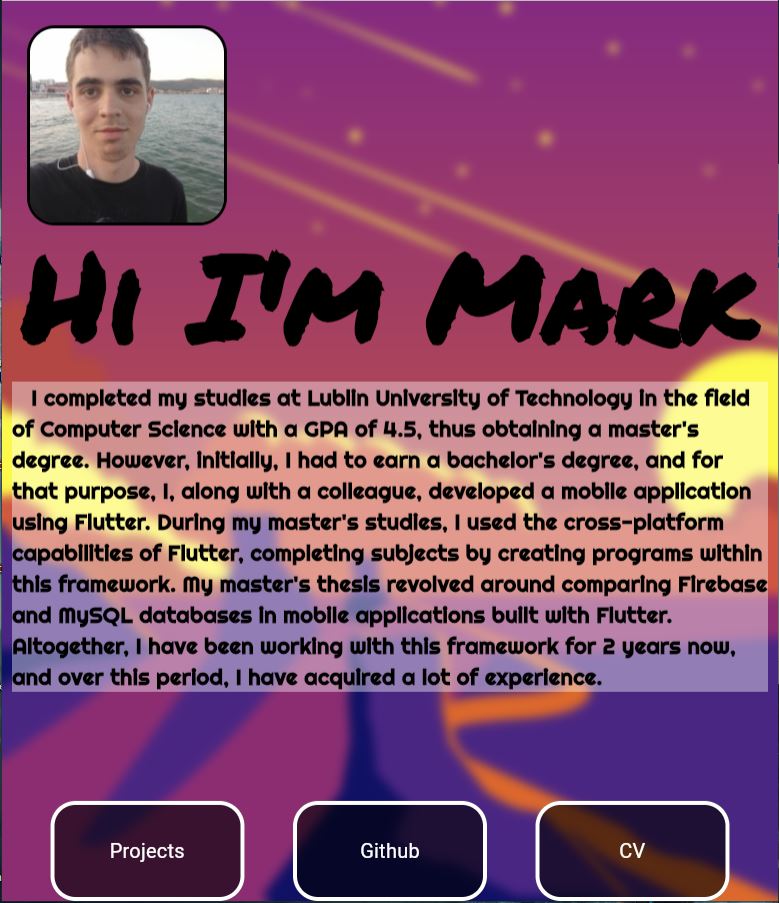 Hi I'm Mark
I completed my studies at Lublin University of Technology in the field
of Computer Science with a GPA of 4.5, thus obtaining a master's
degree. However, initially, I had to earn a bachelor's degree, and for
that purpose, I, along with a colleague, developed a mobile application
using Flutter. During my master's studies, I used the cross-platform
capabilities of Flutter, completing subjects by creating programs within
this framework. My master's thesis revolved around comparing Firebase
and MySQL databases in mobile applications built with Flutter.
Altogether, I have been working with this framework for 2 years now,
and over this period, I have acquired a lot of experience.
Projects
Github
CV